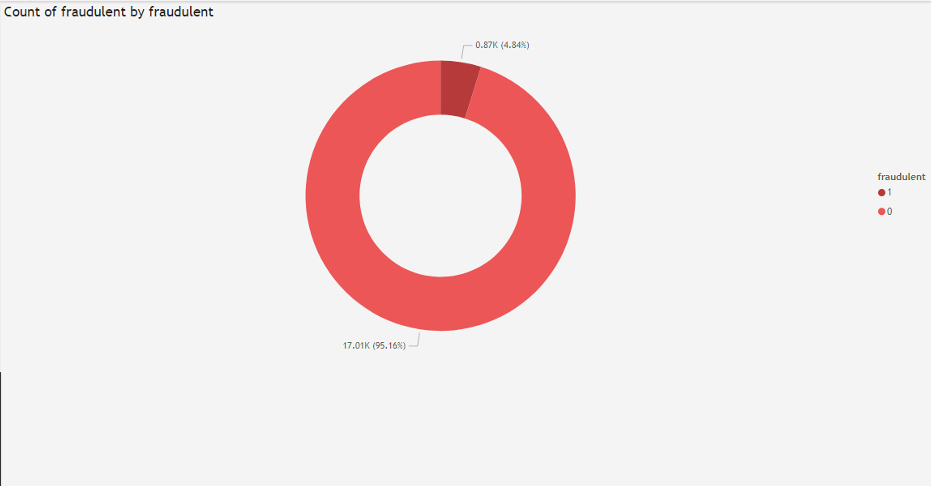 Count of fraudulent by fraudulent
0.87K (4.84%)
fraudulent
1
0
17.01K (95.16%)